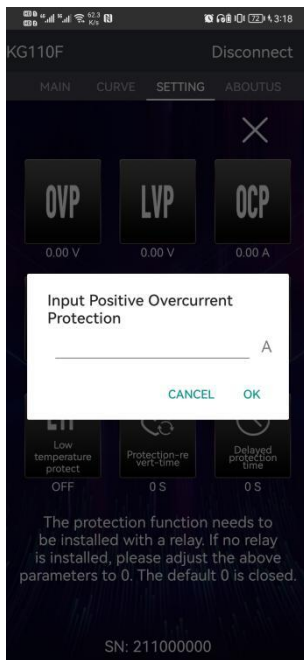 62.3
K/s
72
3:18
KG110F
Disconnect
MAIN
CURVE
SETTING
ABOUTUS
OVP
LVP
OCP
0.00 V
0.00 V
0.00 A
Input Positive Overcurrent
Protection
A
CANCEL
OK
Low
temperature
protect
Protection-re
vert-time
Delayed
protection
time
OFF
0 S
0 S
The protection function needs to
be installed with a relay. If no relay
is installed, please adjust the above
parameters to 0. The default 0 is closed.
SN: 211000000